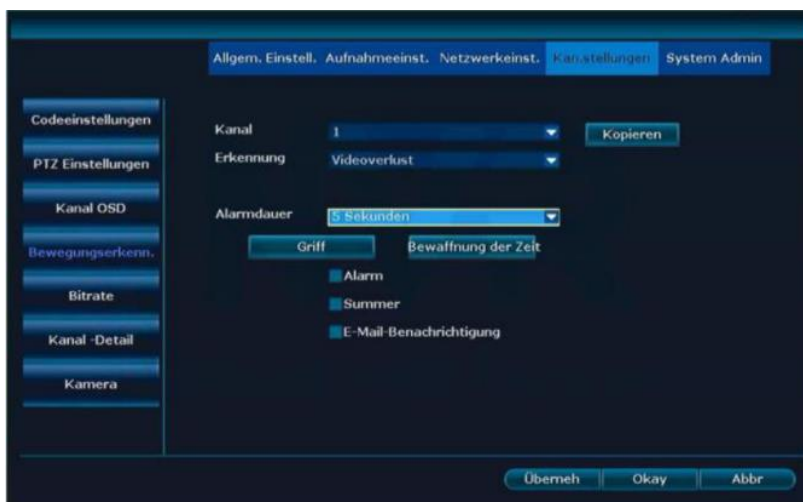 Allgem. Einstell. Aufnahmeeinst. Netzwerkeinst. Kan.stellungen System Admin
Codeeinstellungen
PTZ Einstellungen
Kanal OSD
Bewegungserkenn.
Bitrate
Kanal -Detail
Kamera
Kanal 1 Kopieren
Erkennung Videoverlust
Alarmdauer 5 Sekunden
Griff Bewaffnung der Zeit
Alarm
Summer
E-Mail-Benachrichtigung
Überneh Okay Abbr